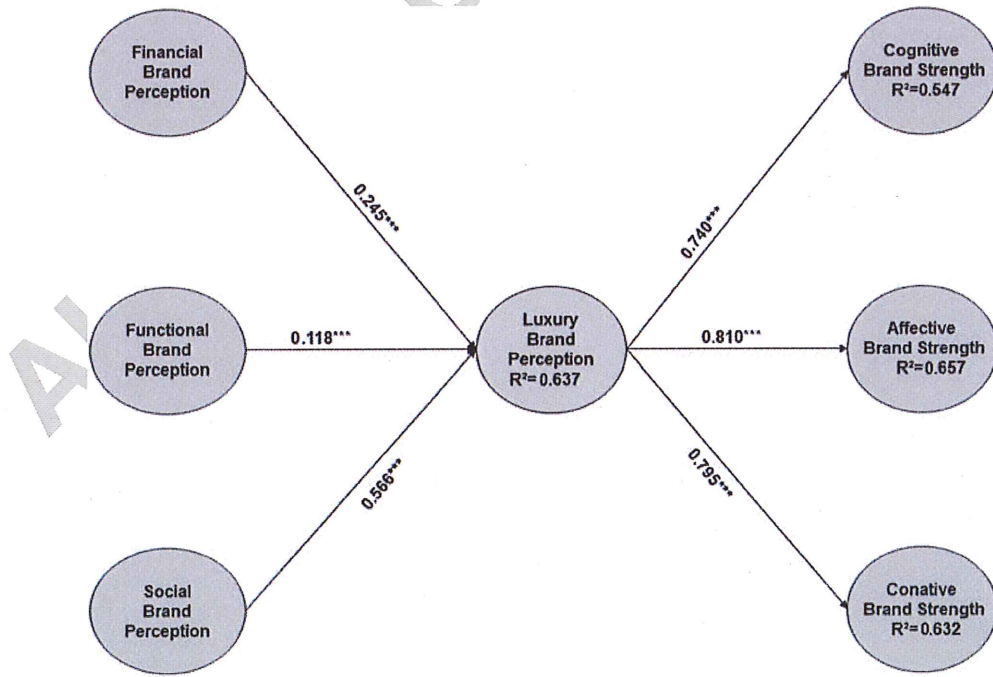 Financial
Brand
Perception
Functional
Brand
Perception
Social
Brand
Perception
0.245***
0.118***
0.566***
Luxury
Brand
Perception
R²=0.637
0.740***
0.810***
0.795***
Cognitive
Brand Strength
R²=0.547
Affective
Brand Strength
R²=0.657
Conative
Brand Strength
R²=0.632